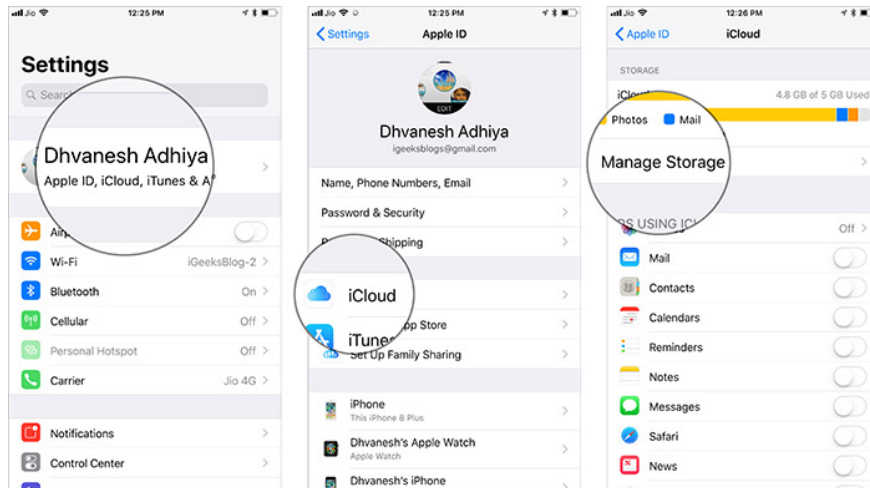 Jio
12:25 PM
Settings
Dhvanesh Adhiya
Apple ID, iCloud, iTunes &
Wi-Fi
iGeeksBlog-2
Bluetooth
On
Cellular
Off
Personal Hotspot
Off
Carrier
Jio 4G
Notifications
Control Center
Jio
12:25 PM
Settings
Apple ID
EDIT
Dhvanesh Adhiya
igeeksblogs@gmail.com
Name, Phone Numbers, Email
Password & Security
Shipping
iCloud
iTunes
App Store
Set Up Family Sharing
iPhone
This iPhone 8 Plus
Dhvanesh's Apple Watch
Apple Watch
Dhvanesh's iPhone
Jio
12:26 PM
Apple ID
iCloud
STORAGE
iCloud
4.8 GB of 5 GB Used
Photos
Mail
Manage Storage
USING
Off
Mail
Contacts
Calendars
Reminders
Notes
Messages
Safari
News